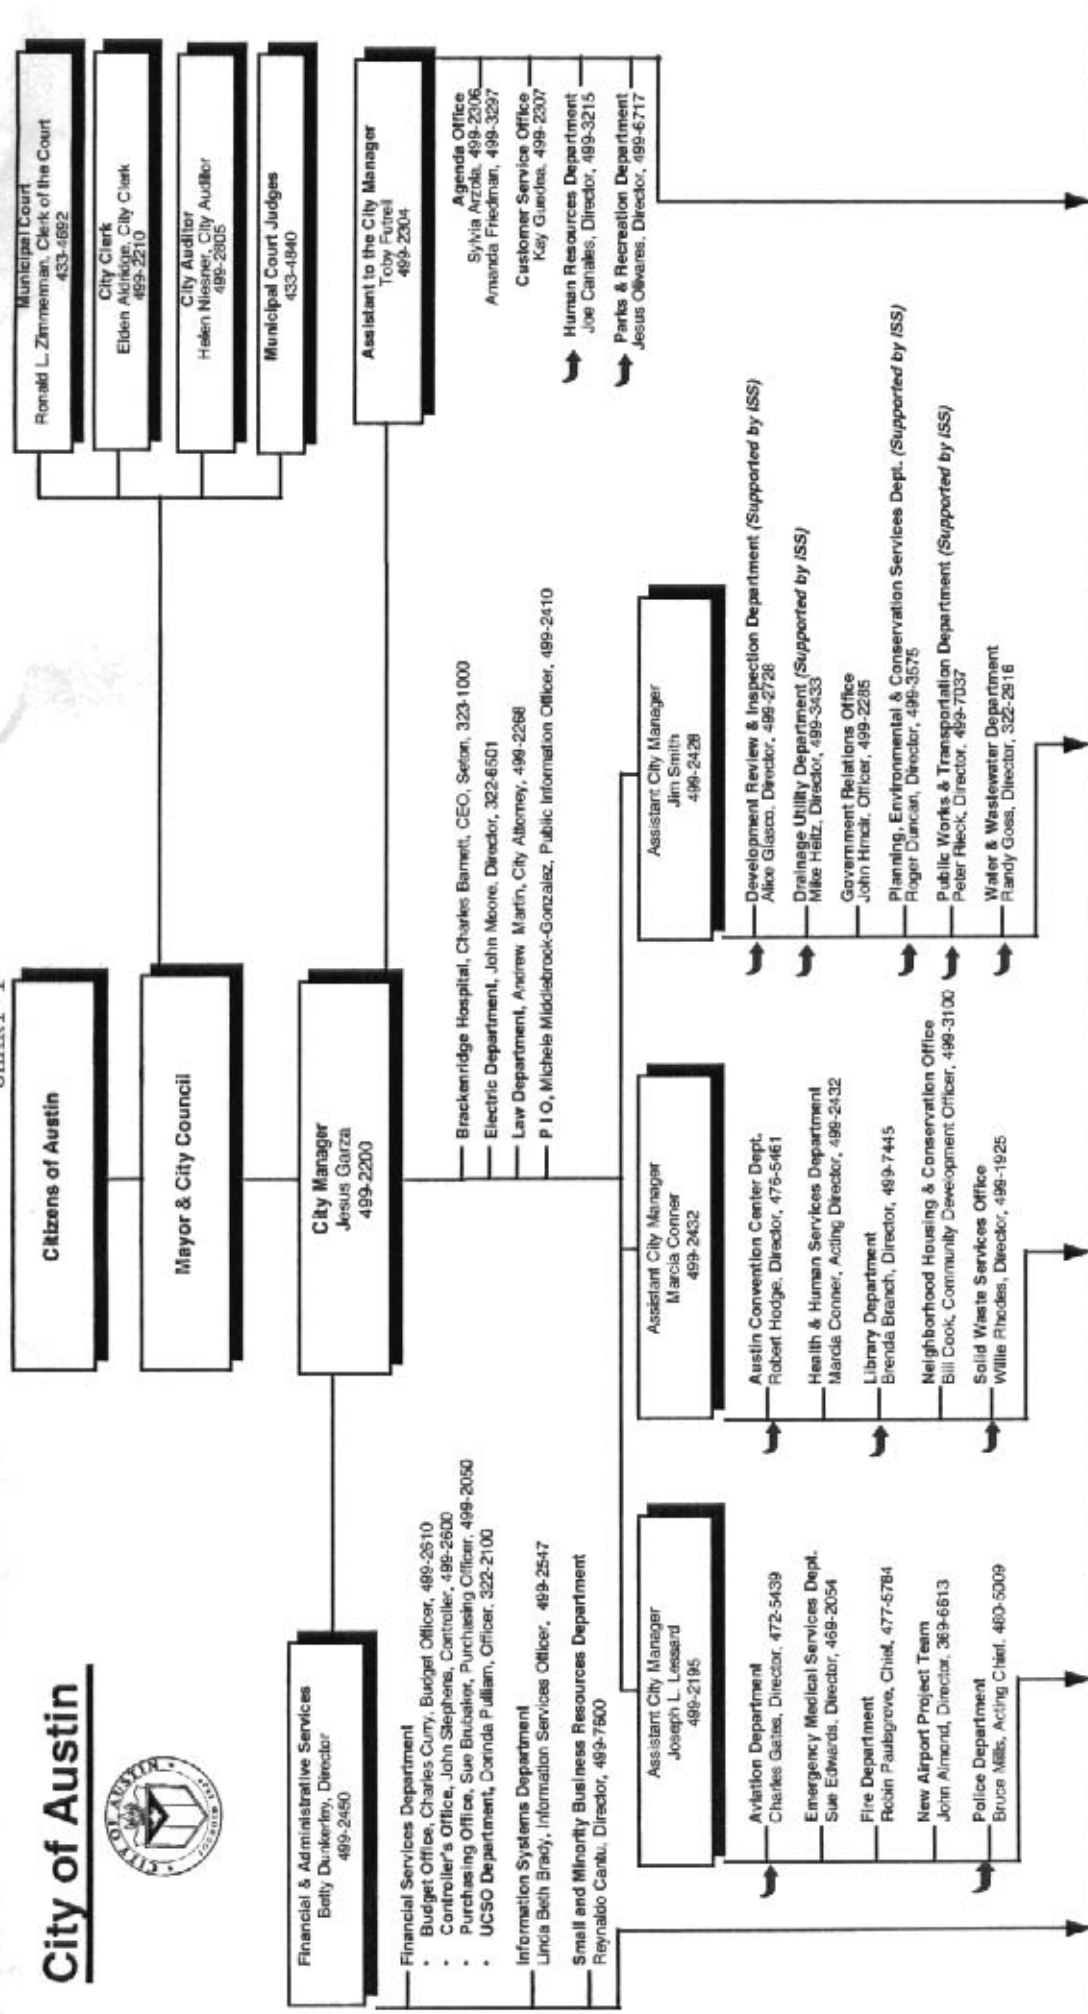 City of Austin
CITY OF AUSTIN
Citizens of Austin
Mayor & City Council
Municipal Court
Ronald L. Zimmerman, Clerk of the Court
433-4692
City Clerk
Elden Aldridge, City Clerk
499-2210
City Auditor
Helen Niesner, City Auditor
499-2805
Municipal Court Judges
433-4840
City Manager
Jesus Garza
499-2200
Assistant to the City Manager
Toby Futrell
499-2304
Financial & Administrative Services
Betty Dunkerley, Director
499-2450
Financial Services Department
• Budget Office, Charles Curry, Budget Officer, 499-2610
• Controller's Office, John Stephens, Controller, 499-2600
• Purchasing Office, Sue Brubaker, Purchasing Officer, 499-2050
• UCSO Department, Dorinda Pulliam, Officer, 322-2100
Information Systems Department
Linda Beth Brady, Information Services Officer, 499-2547
Small and Minority Business Resources Department
Reynaldo Cantu, Director, 499-7600
Brackenridge Hospital, Charles Barnett, CEO, Seton, 323-1000
Electric Department, John Moore, Director, 322-6501
Law Department, Andrew Martin, City Attorney, 499-2268
P I O, Michele Middlebrook-Gonzalez, Public Information Officer, 499-2410
Agenda Office
Sylvia Arzola, 499-2306
Amanda Friedman, 499-3297
Customer Service Office
Kay Guedea, 499-2307
Human Resources Department
Joe Canales, Director, 499-3215
Parks & Recreation Department
Jesus Olivares, Director, 499-6717
Assistant City Manager
Joseph L. Lessard
499-2195
Aviation Department
Charles Gates, Director, 472-5439
Emergency Medical Services Dept.
Sue Edwards, Director, 469-2054
Fire Department
Robin Paulsgrove, Chief, 477-5784
New Airport Project Team
John Almond, Director, 369-6613
Police Department
Bruce Mills, Acting Chief, 480-5009
Assistant City Manager
Marcia Conner
499-2432
Austin Convention Center Dept.
Robert Hodge, Director, 476-5461
Health & Human Services Department
Marcia Conner, Acting Director, 499-2432
Library Department
Brenda Branch, Director, 499-7445
Neighborhood Housing & Conservation Office
Bill Cook, Community Development Officer, 499-3100
Solid Waste Services Office
Willie Rhodes, Director, 499-1925
Assistant City Manager
Jim Smith
499-2428
Development Review & Inspection Department (Supported by ISS)
Alice Glasco, Director, 499-2728
Drainage Utility Department (Supported by ISS)
Mike Heitz, Director, 499-3433
Government Relations Office
John Hrncir, Officer, 499-2285
Planning, Environmental & Conservation Services Dept. (Supported by ISS)
Roger Duncan, Director, 499-3575
Public Works & Transportation Department (Supported by ISS)
Peter Rieck, Director, 499-7037
Water & Wastewater Department
Randy Goss, Director, 322-2916